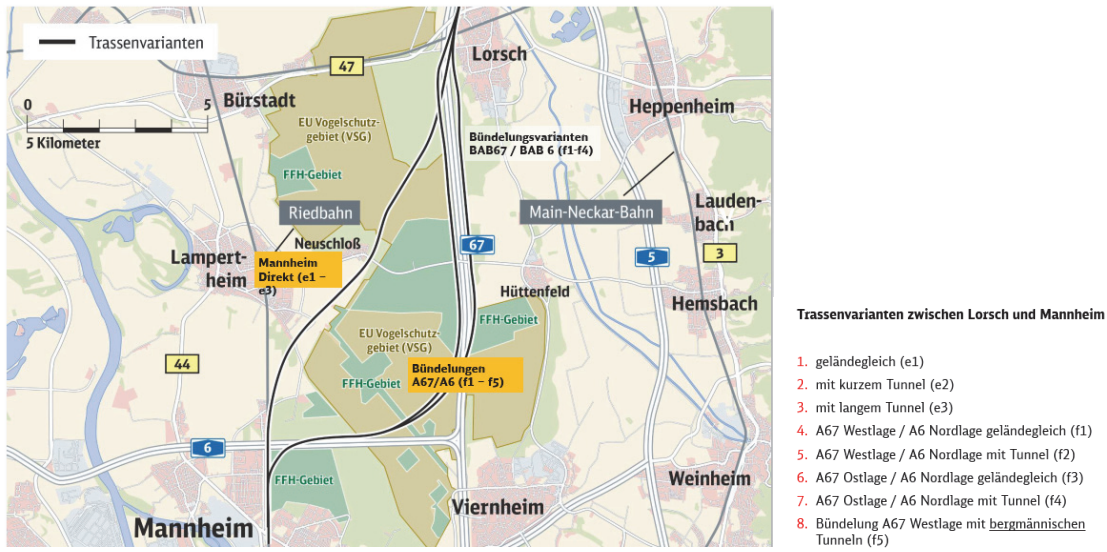 Trassenvarianten
0
5
5 Kilometer
47
Lorsch
Bürstadt
Heppenheim
EU Vogelschutz-
gebiet (VSG)
Bündelungsvarianten
BAB67 / BAB 6 (f1-f4)
FFH-Gebiet
Riedbahn
Main-Neckar-Bahn
Lauden-
bach
Neuschloß
67
5
3
Lampert-
heim
Mannheim
Direkt (e1 –
e3)
Hüttenfeld
Hemsbach
FFH-Gebiet
EU Vogelschutz-
gebiet (VSG)
44
FFH-Gebiet
Bündelungen
A67/A6 (f1 – f5)
6
FFH-Gebiet
Weinheim
Viernheim
Mannheim
Trassenvarianten zwischen Lorsch und Mannheim
1. geländegleich (e1)
2. mit kurzem Tunnel (e2)
3. mit langem Tunnel (e3)
4. A67 Westlage / A6 Nordlage geländegleich (f1)
5. A67 Westlage / A6 Nordlage mit Tunnel (f2)
6. A67 Ostlage / A6 Nordlage geländegleich (f3)
7. A67 Ostlage / A6 Nordlage mit Tunnel (f4)
8. Bündelung A67 Westlage mit bergmännischen
Tunneln (f5)